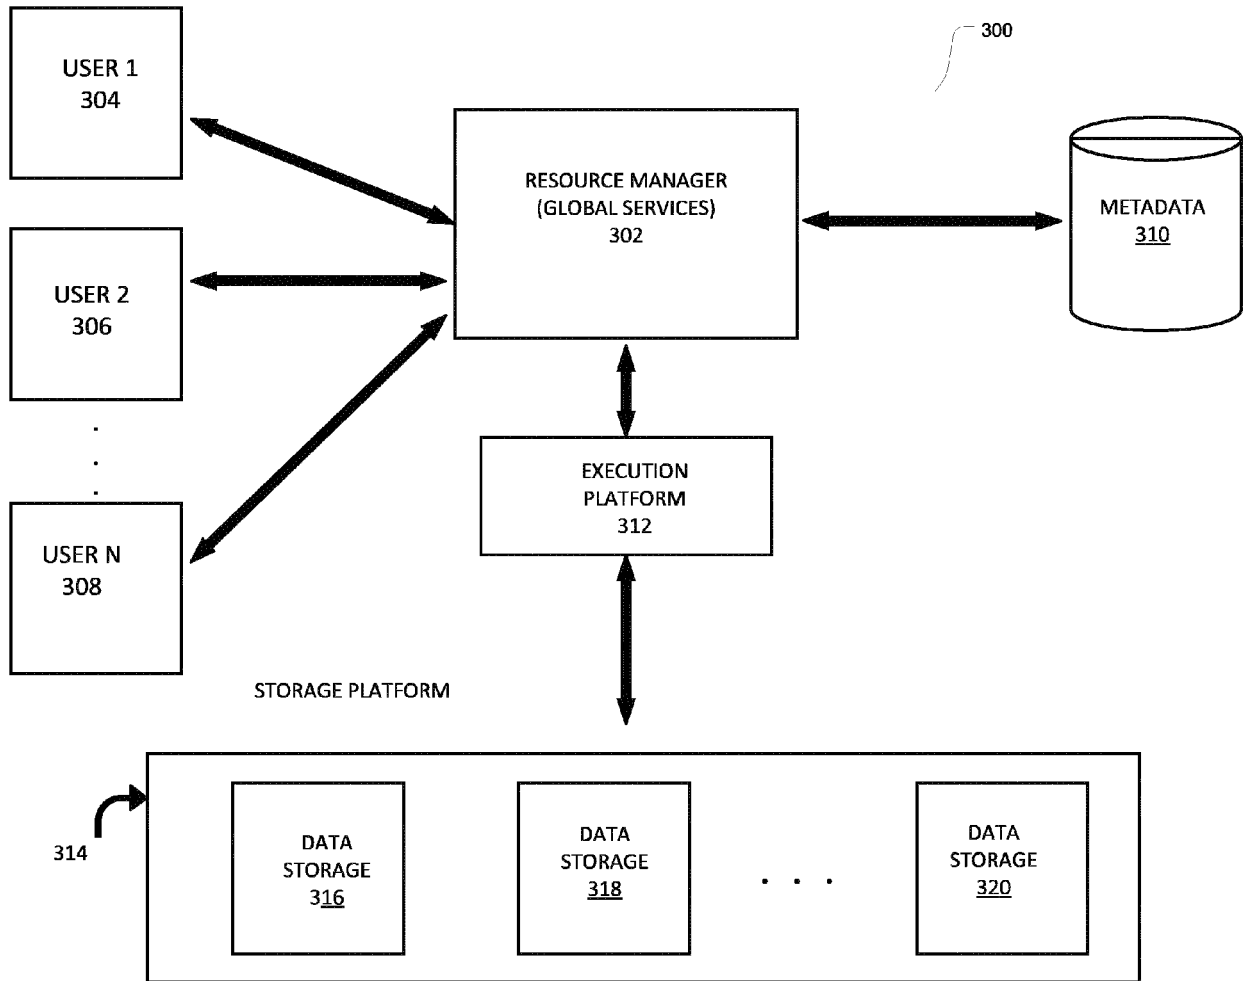 300
USER 1
304
RESOURCE MANAGER
(GLOBAL SERVICES)
302
METADATA
310
USER 2
306
EXECUTION
PLATFORM
312
USER N
308
STORAGE PLATFORM
314
DATA
STORAGE
316
DATA
STORAGE
318
. . .
DATA
STORAGE
320